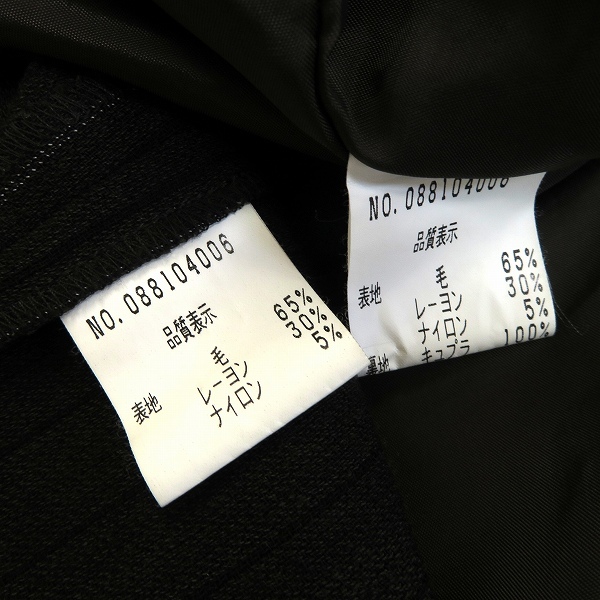 NO. 088104006
品質表示
表地 毛 65%
レーヨン 30%
ナイロン 5%
NO. 088104006
品質表示
表地 毛 65%
レーヨン 30%
ナイロン 5%
裏地 キュプラ 100%